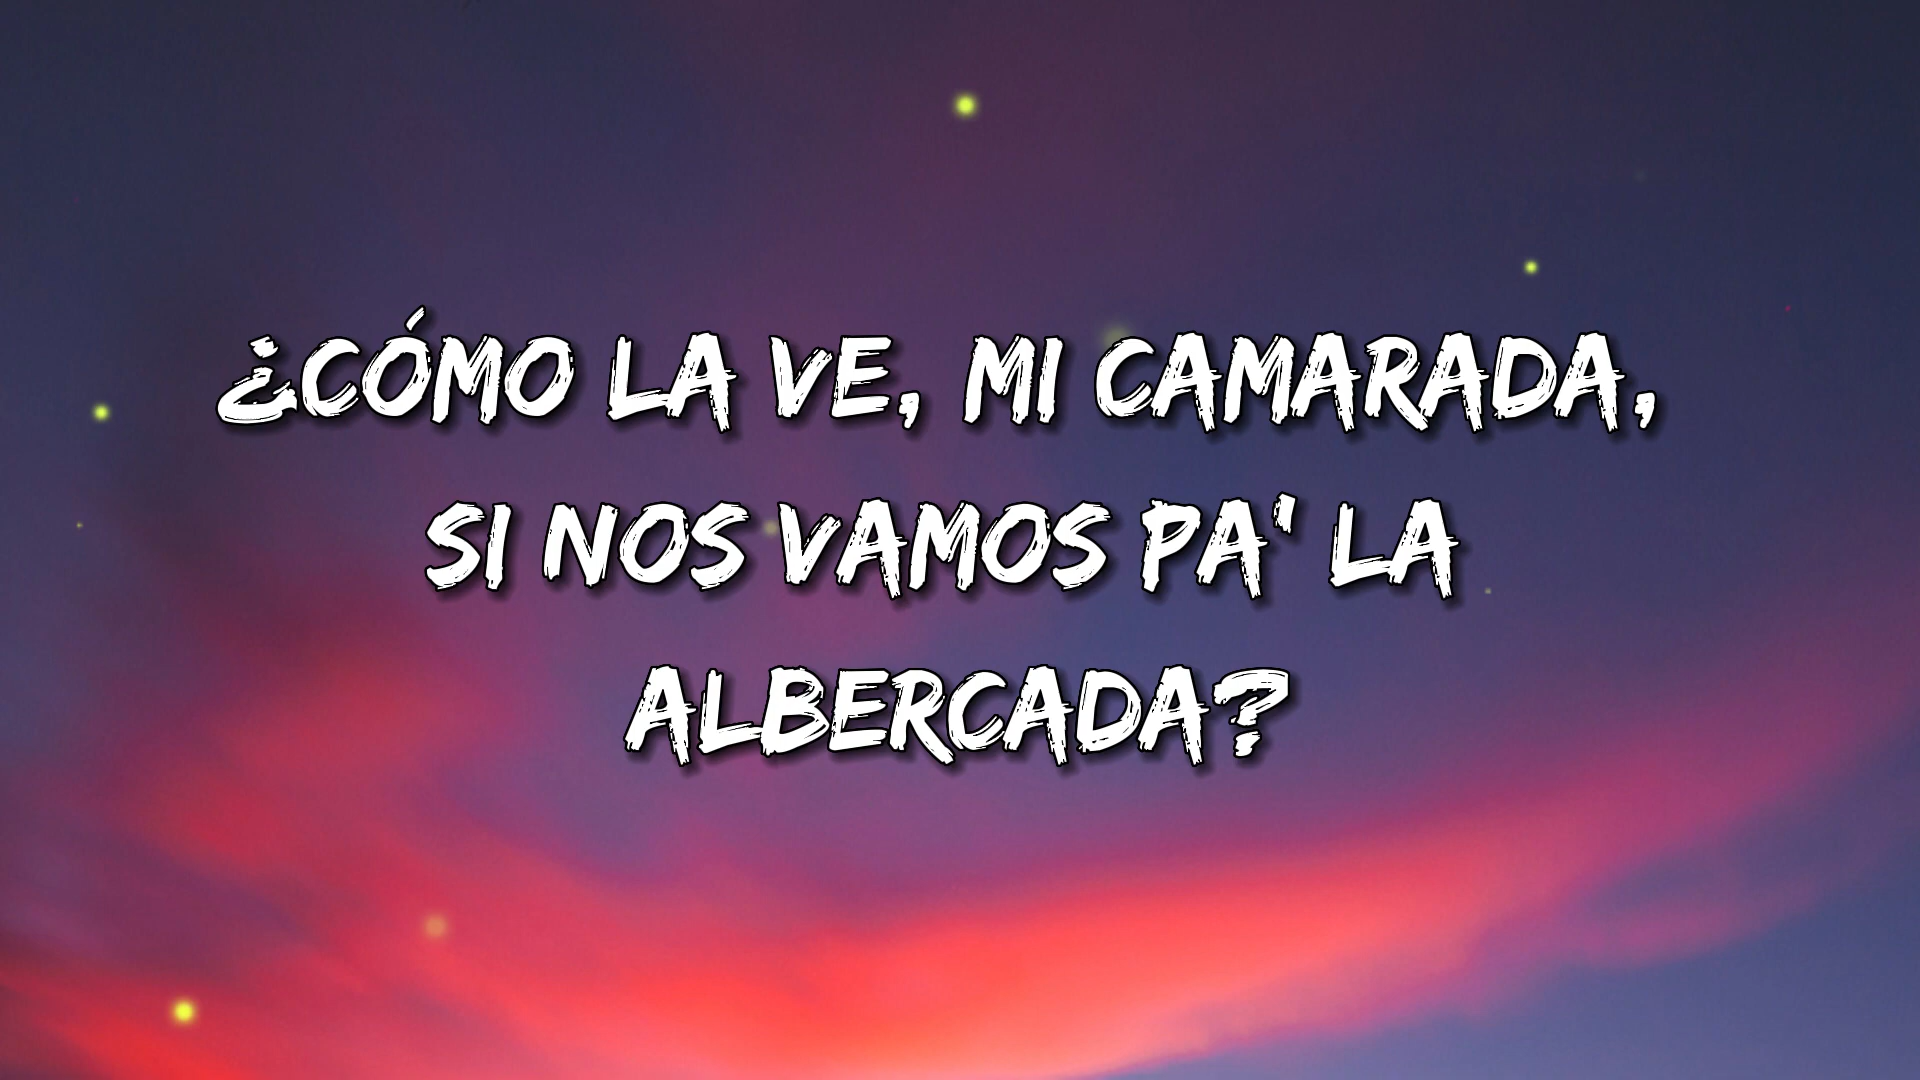 ¿CÓMO LA VE, MI CAMARADA,
SI NOS VAMOS PA' LA
ALBERCADA?